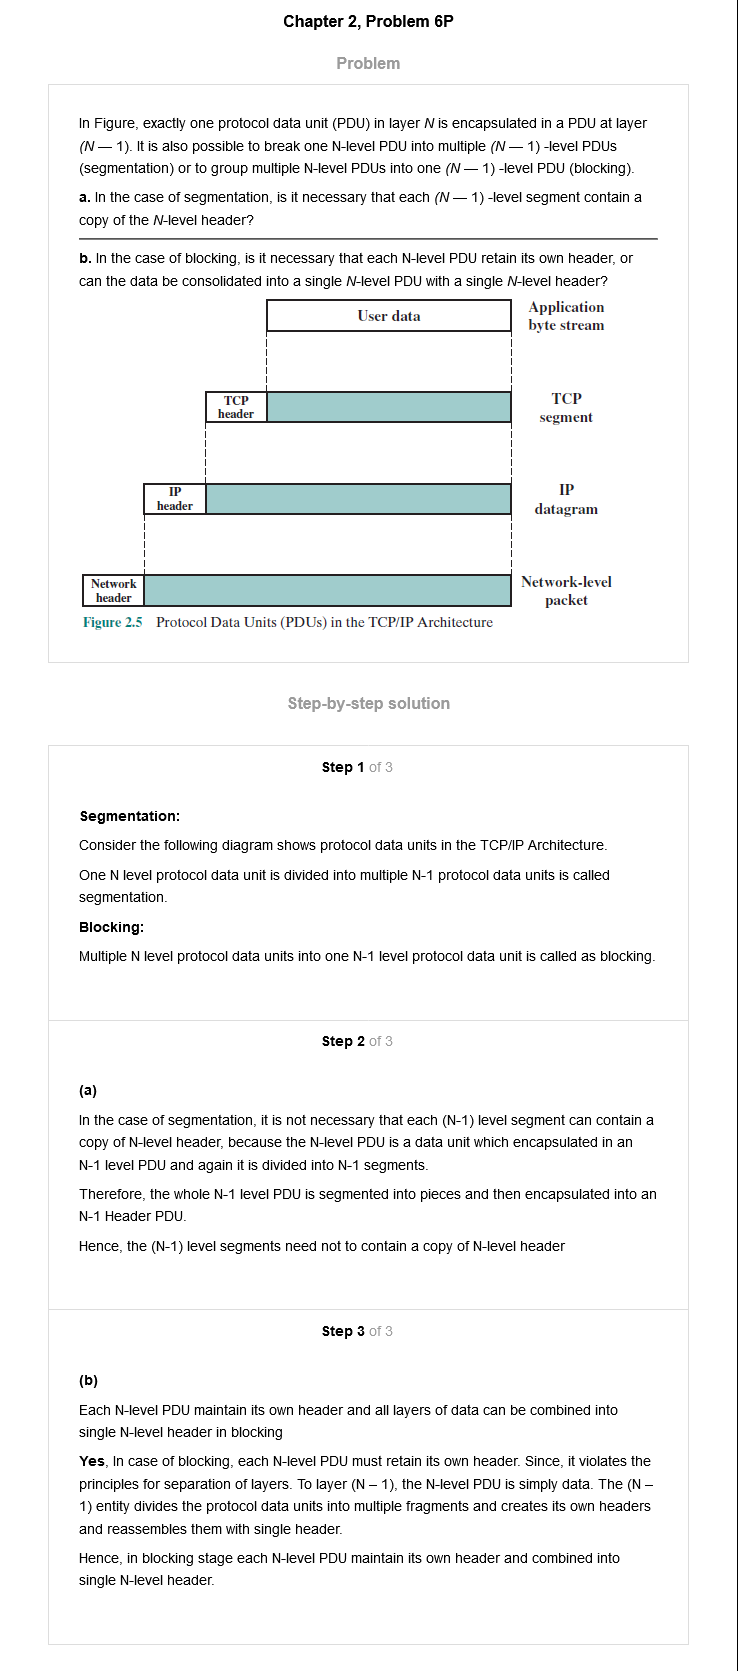 Chapter 2, Problem 6P
Problem
In Figure, exactly one protocol data unit (PDU) in layer N is encapsulated in a PDU at layer
(N — 1). It is also possible to break one N-level PDU into multiple (N — 1) -level PDUs
(segmentation) or to group multiple N-level PDUs into one (N — 1) -level PDU (blocking).
a. In the case of segmentation, is it necessary that each (N — 1) -level segment contain a
copy of the N-level header?
b. In the case of blocking, is it necessary that each N-level PDU retain its own header, or
can the data be consolidated into a single N-level PDU with a single N-level header?
User data
Application
byte stream
TCP
header
TCP
segment
IP
header
IP
datagram
Network
header
Network-level
packet
Figure 2.5 Protocol Data Units (PDUs) in the TCP/IP Architecture
Step-by-step solution
Step 1 of 3
Segmentation:
Consider the following diagram shows protocol data units in the TCP/IP Architecture.
One N level protocol data unit is divided into multiple N-1 protocol data units is called
segmentation.
Blocking:
Multiple N level protocol data units into one N-1 level protocol data unit is called as blocking.
Step 2 of 3
(a)
In the case of segmentation, it is not necessary that each (N-1) level segment can contain a
copy of N-level header, because the N-level PDU is a data unit which encapsulated in an
N-1 level PDU and again it is divided into N-1 segments.
Therefore, the whole N-1 level PDU is segmented into pieces and then encapsulated into an
N-1 Header PDU.
Hence, the (N-1) level segments need not to contain a copy of N-level header
Step 3 of 3
(b)
Each N-level PDU maintain its own header and all layers of data can be combined into
single N-level header in blocking
Yes, In case of blocking, each N-level PDU must retain its own header. Since, it violates the
principles for separation of layers. To layer (N – 1), the N-level PDU is simply data. The (N –
1) entity divides the protocol data units into multiple fragments and creates its own headers
and reassembles them with single header.
Hence, in blocking stage each N-level PDU maintain its own header and combined into
single N-level header.